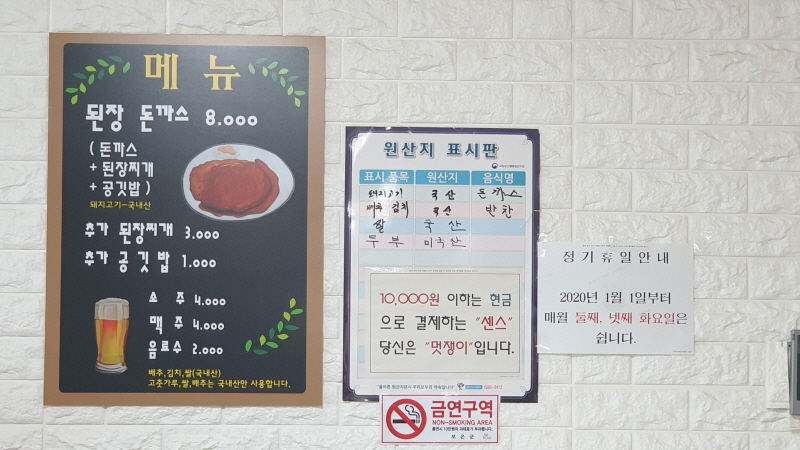 메 뉴
된장 돈까스 8.000
( 돈까스
+ 된장찌개
+ 공깃밥 )
돼지고기-국내산
추가 된장찌개 3.000
추가 공깃밥 1.000
소 주 4.000
맥 주 4.000
음료수 2.000
배추,김치,쌀(국내산)
고춧가루,쌀,배추는 국내산만 사용합니다.
원산지 표시판
표시 품목 원산지 음식명
돼지고기 국산 돈까스
배추 김치 국산 반찬
쌀 국산
두부 미국산
10,000원 이하는 현금
으로 결제하는 "센스"
당신은 "멋쟁이"입니다.
금연구역
NON-SMOKING AREA
보은군
정기휴일안내
2020년 1월 1일부터
매월 둘째, 넷째 화요일은
쉽니다.